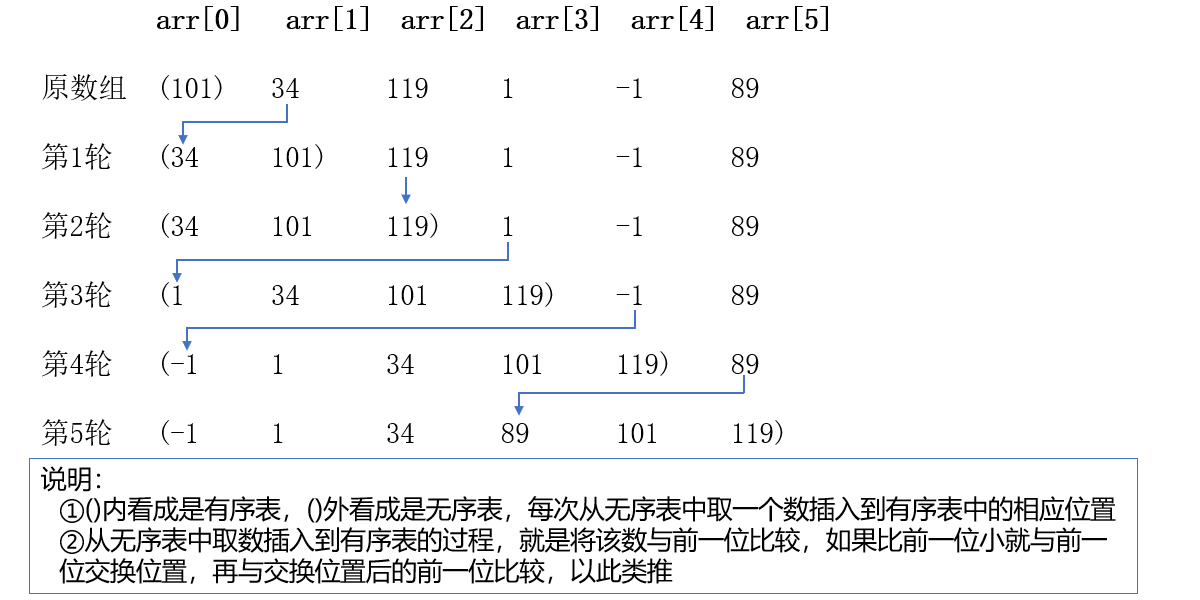 arr[0] arr[1] arr[2] arr[3] arr[4] arr[5]
原数组 (101) 34 119 1 -1 89
第1轮 (34 101) 119 1 -1 89
第2轮 (34 101 119) 1 -1 89
第3轮 (1 34 101 119) -1 89
第4轮 (-1 1 34 101 119) 89
第5轮 (-1 1 34 89 101 119)
说明：
①()内看成是有序表，()外看成是无序表，每次从无序表中取一个数插入到有序表中的相应位置
②从无序表中取数插入到有序表的过程，就是将该数与前一位比较，如果比前一位小就与前一
位交换位置，再与交换位置后的前一位比较，以此类推